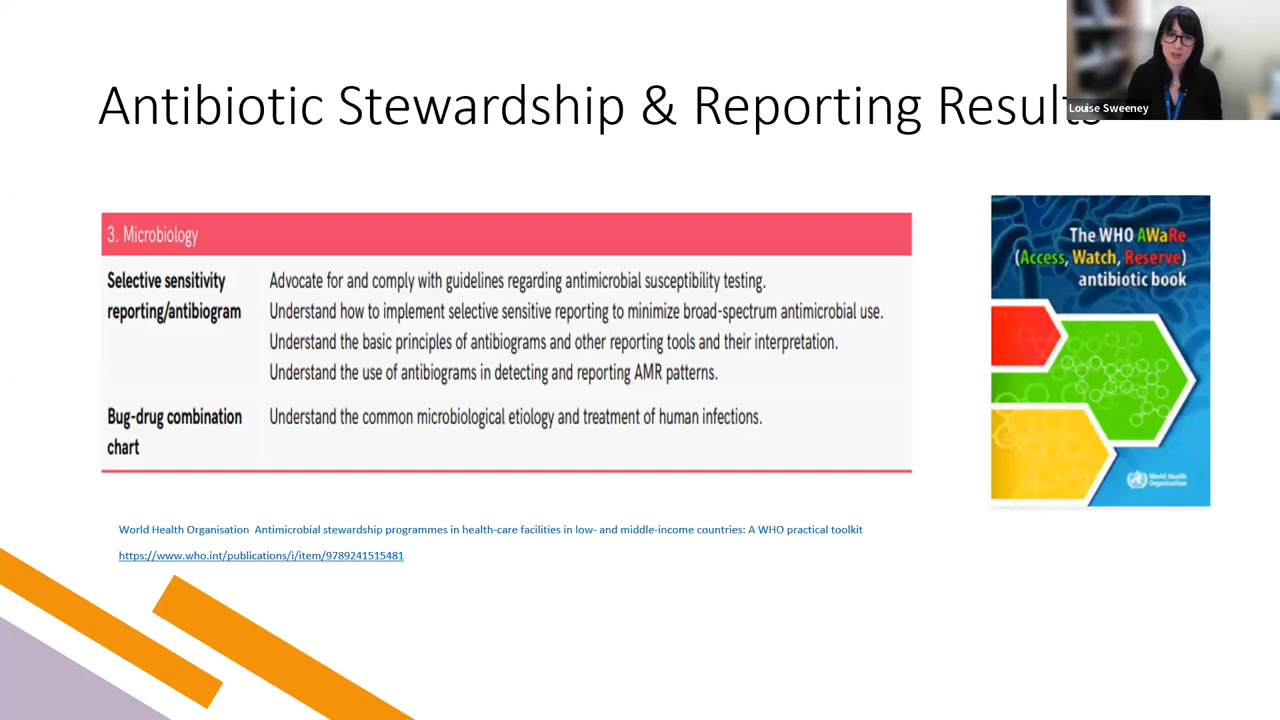 Antibiotic Stewardship & Reporting Results
Louise Sweeney
3. Microbiology
Selective sensitivity
reporting/antibiogram
Advocate for and comply with guidelines regarding antimicrobial susceptibility testing.
Understand how to implement selective sensitive reporting to minimize broad-spectrum antimicrobial use.
Understand the basic principles of antibiograms and other reporting tools and their interpretation.
Understand the use of antibiograms in detecting and reporting AMR patterns.
Bug-drug combination
chart
Understand the common microbiological etiology and treatment of human infections.
The WHO AWaRe
(Access, Watch, Reserve)
antibiotic book
World Health
Organization
World Health Organisation Antimicrobial stewardship programmes in health-care facilities in low- and middle-income countries: A WHO practical toolkit
https://www.who.int/publications/i/item/9789241515481